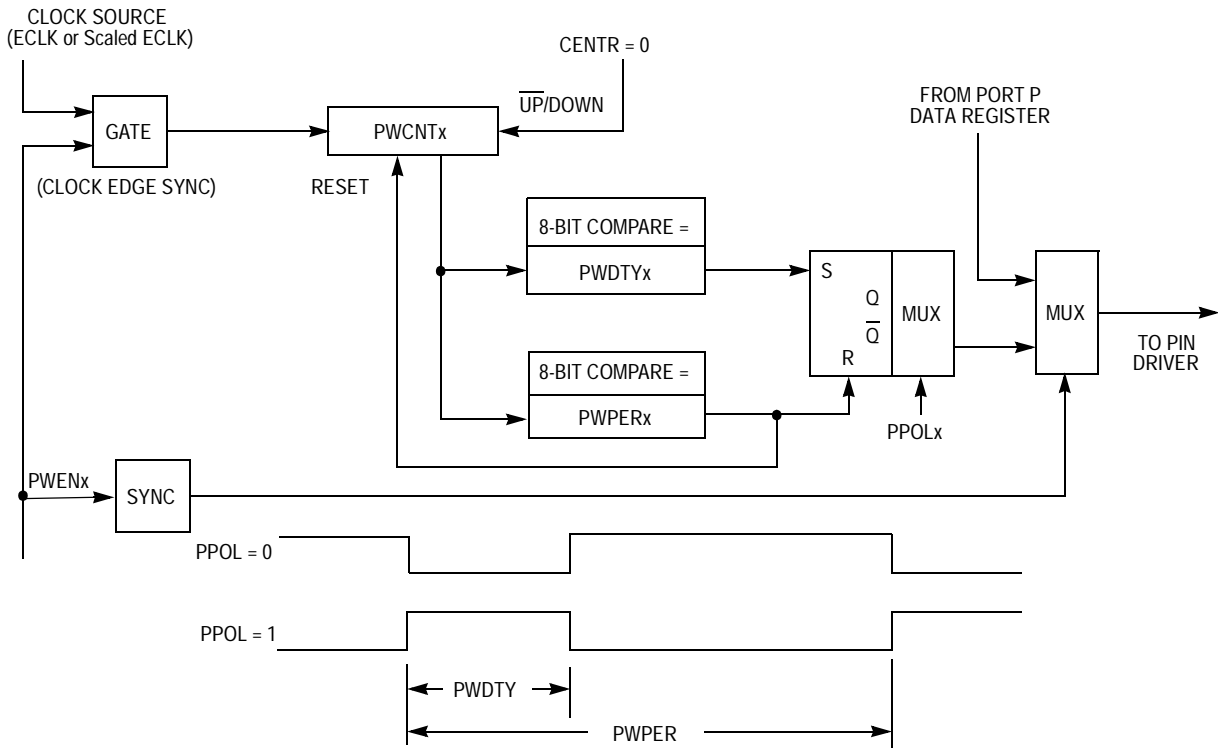 CLOCK SOURCE
(ECLK or Scaled ECLK)
CENTR = 0
U̅P̅/DOWN
FROM PORT P
DATA REGISTER
GATE
PWCNTx
(CLOCK EDGE SYNC)
RESET
8-BIT COMPARE =
PWDTYx
S
Q
Q̅
R
MUX
MUX
TO PIN
DRIVER
8-BIT COMPARE =
PWPERx
PPOLx
PWENx
SYNC
PPOL = 0
PPOL = 1
PWDTY
PWPER